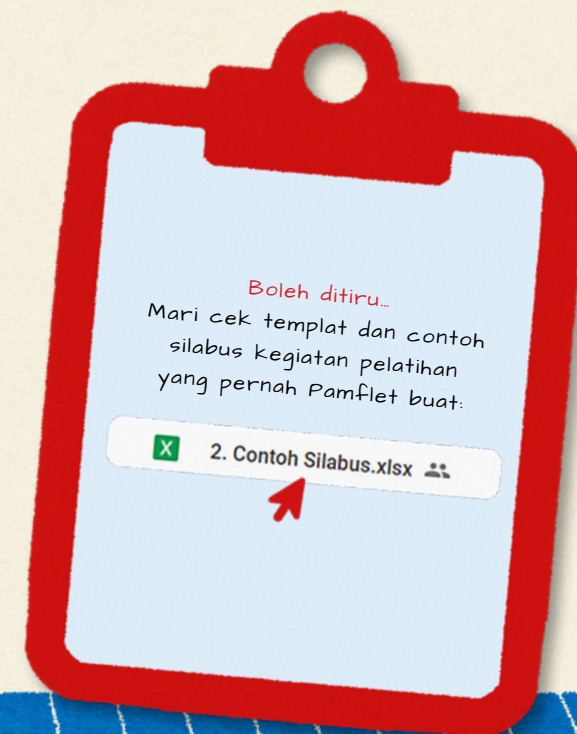 Boleh ditiru...
Mari cek templat dan contoh
silabus kegiatan pelatihan
yang pernah Pamflet buat:
2. Contoh Silabus.xlsx